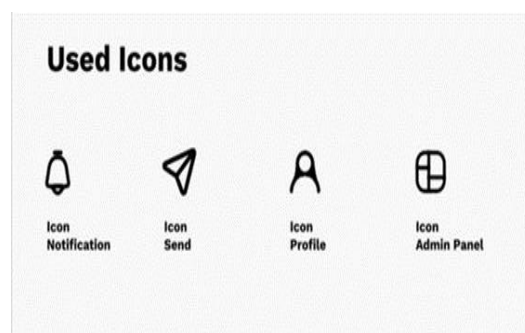 Used Icons
Icon
Notification
Icon
Send
Icon
Profile
Icon
Admin Panel